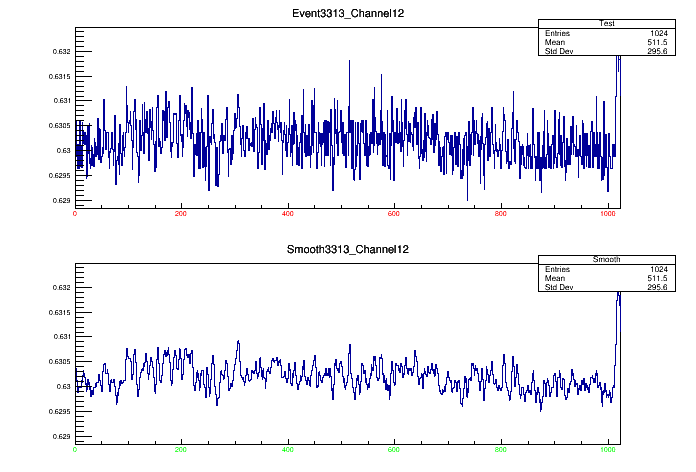 Event3313_Channel12
Test
Entries 1024
Mean 511.5
Std Dev 295.6
0.632
0.6315
0.631
0.6305
0.63
0.6295
0.629
0 200 400 600 800 1000
Smooth3313_Channel12
Smooth
Entries 1024
Mean 511.5
Std Dev 295.6
0.632
0.6315
0.631
0.6305
0.63
0.6295
0.629
0 200 400 600 800 1000